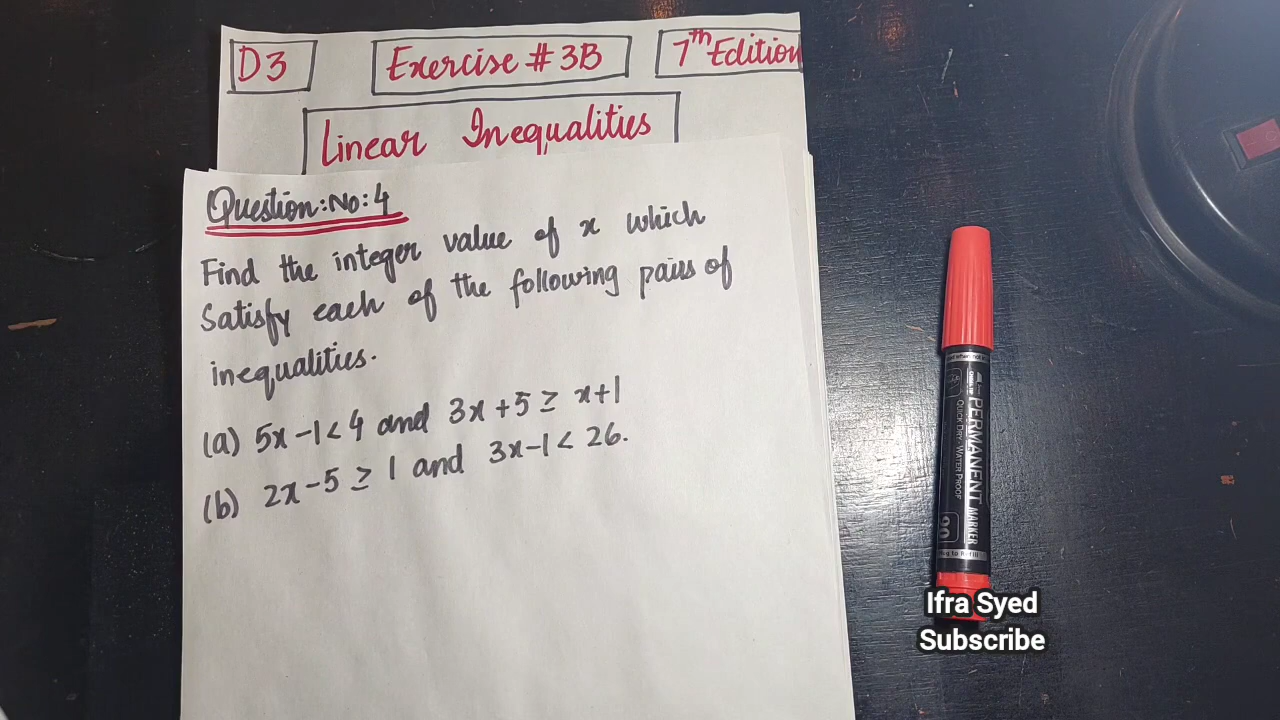 D3 Exercise # 3B 7th Edition
Linear Inequalities
Question:No:4
Find the integer value of x which
Satisfy each of the following pairs of
inequalities.
(a) 5x-1<4 and 3x+5 ≥ x+1
(b) 2x-5 ≥ 1 and 3x-1< 26.
PERMANENT MARKER
QUICK DRY · WATER PROOF
90
Ifra Syed
Subscribe